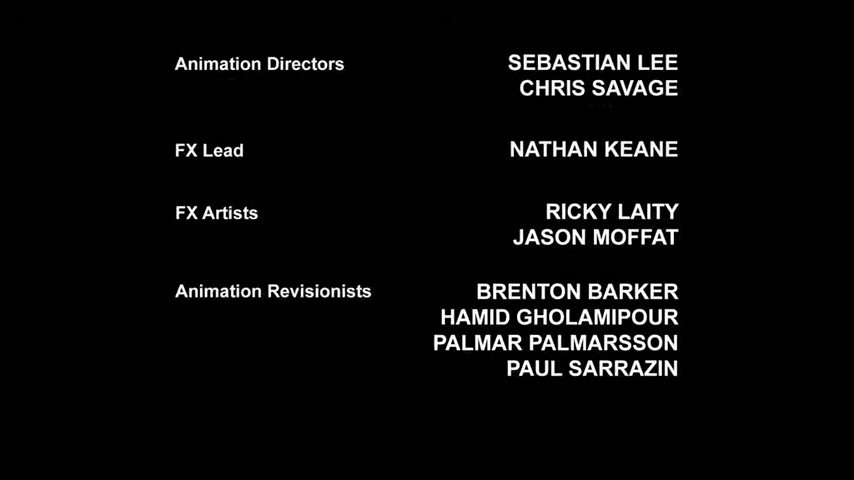 Animation Directors SEBASTIAN LEE
CHRIS SAVAGE
FX Lead NATHAN KEANE
FX Artists RICKY LAITY
JASON MOFFAT
Animation Revisionists BRENTON BARKER
HAMID GHOLAMIPOUR
PALMAR PALMARSSON
PAUL SARRAZIN